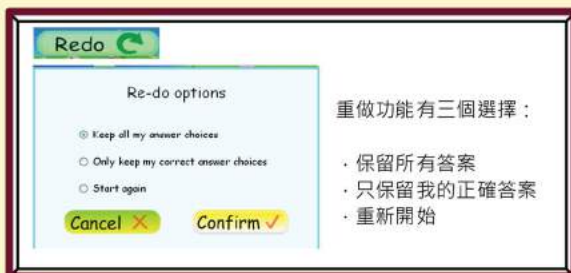 Redo
Re-do options
Keep all my answer choices
Only keep my correct answer choices
Start again
Cancel
Confirm
重做功能有三個選擇：
· 保留所有答案
· 只保留我的正確答案
· 重新開始